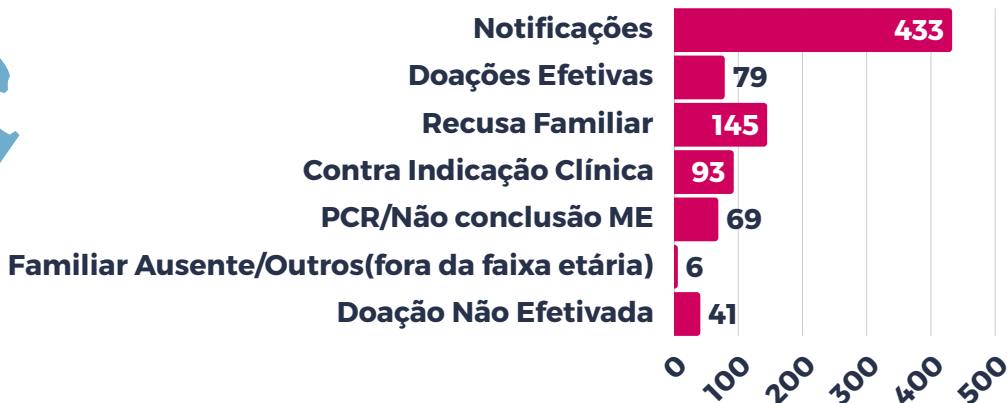 Notificações 433
Doações Efetivas 79
Recusa Familiar 145
Contra Indicação Clínica 93
PCR/Não conclusão ME 69
Familiar Ausente/Outros(fora da faixa etária) 6
Doação Não Efetivada 41
0 100 200 300 400 500